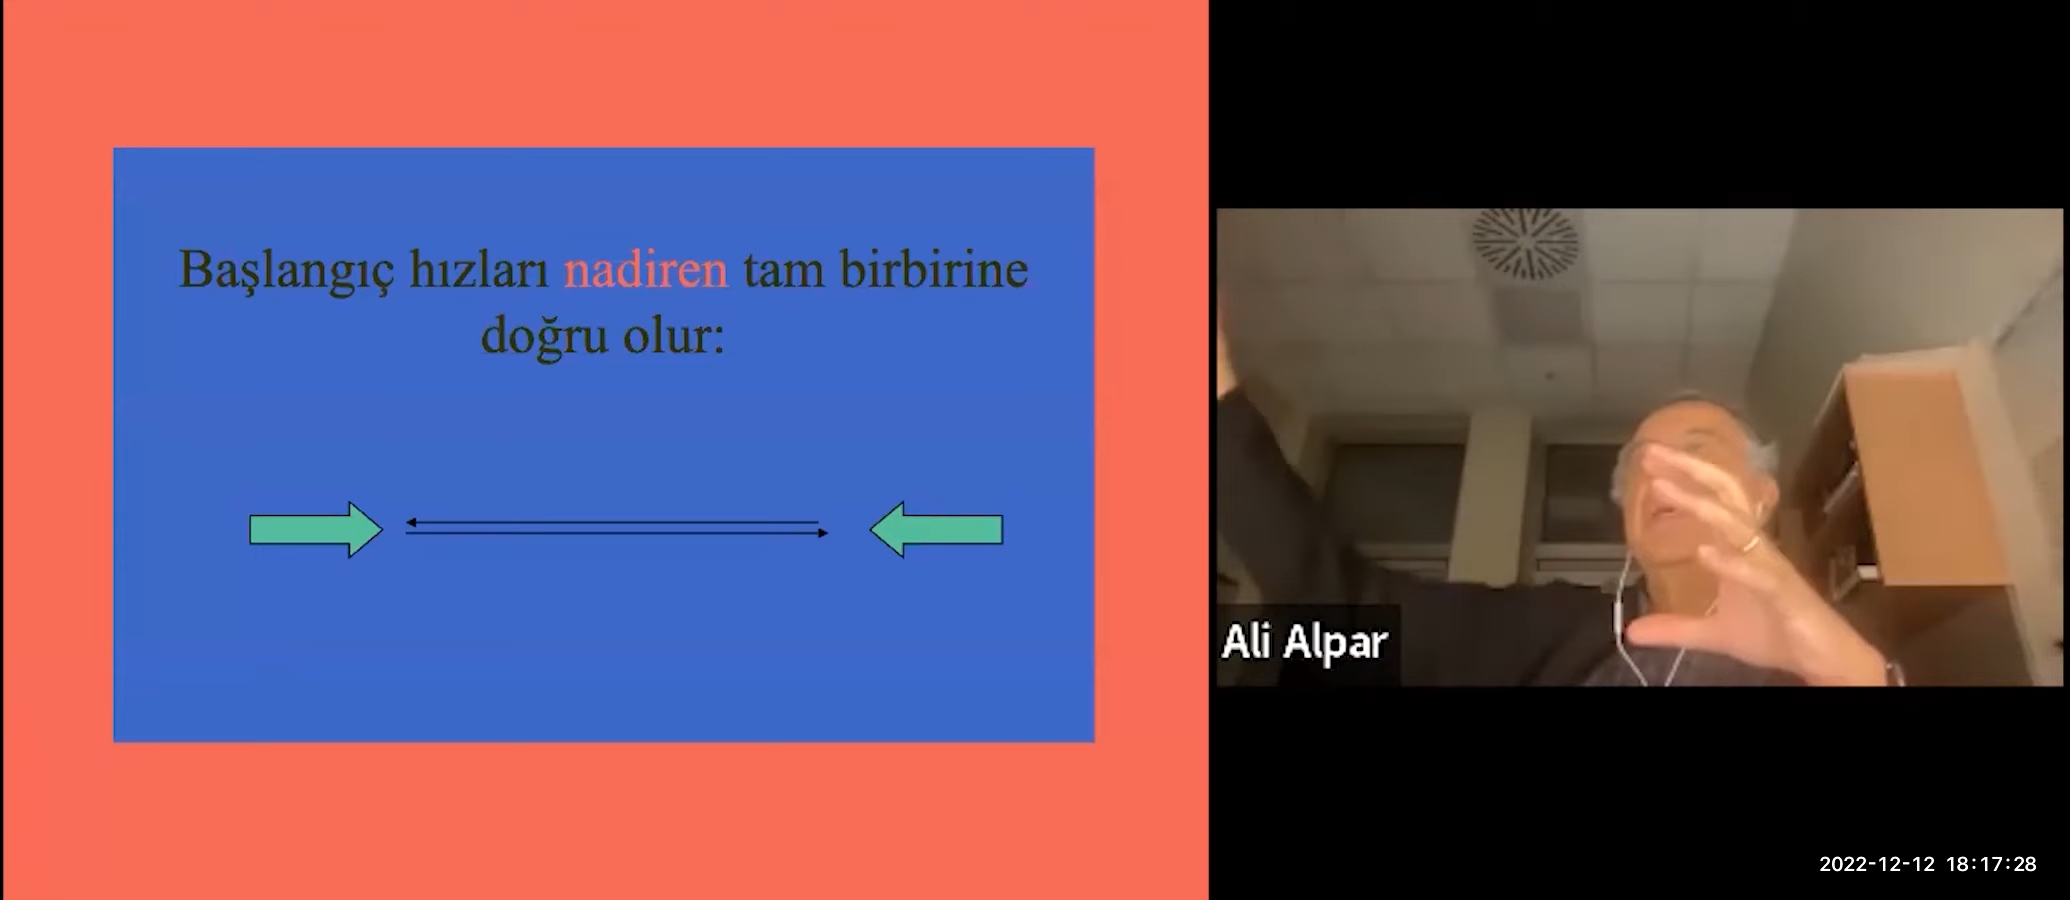 Başlangıç hızları nadiren tam birbirine
doğru olur:
Ali Alpar
2022-12-12 18:17:28